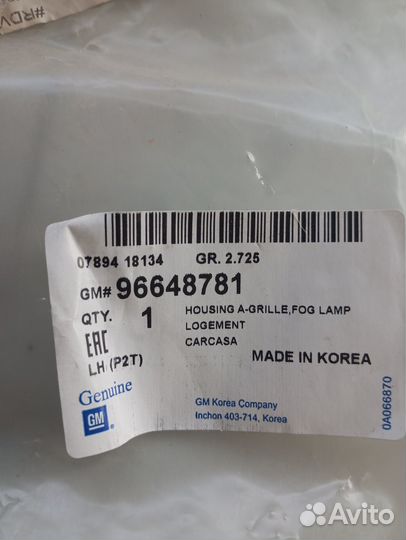 #RDV
07894 18134 GR. 2.725
GM# 96648781
QTY. 1 HOUSING A-GRILLE,FOG LAMP
LOGEMENT
CARCASA
EAC
LH (P2T) MADE IN KOREA
Genuine
GM
GM Korea Company
Inchon 403-714, Korea
0A066870
Avito